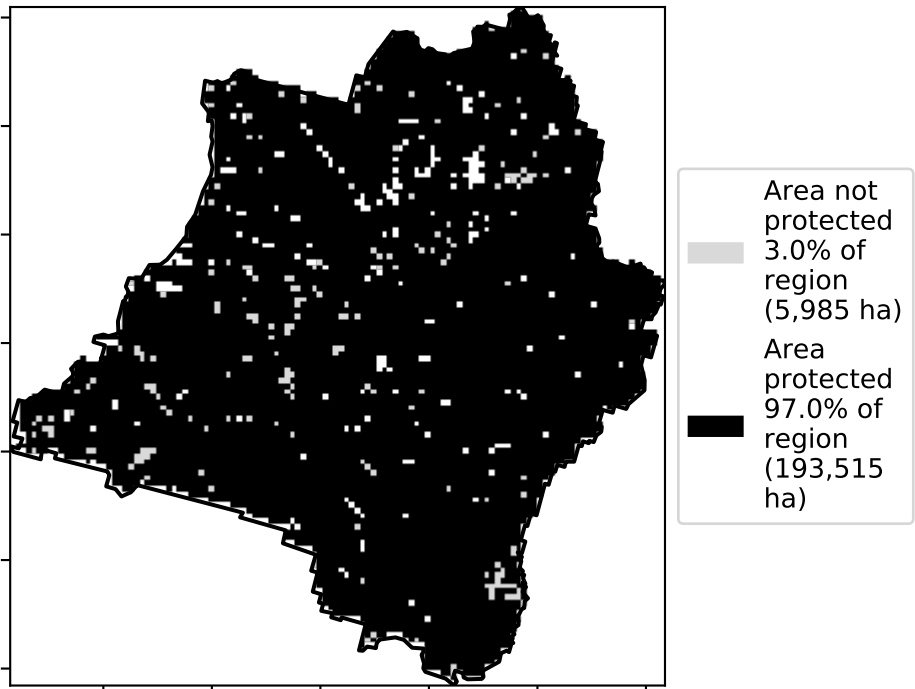 Area not
protected
3.0% of
region
(5,985 ha)
Area
protected
97.0% of
region
(193,515
ha)